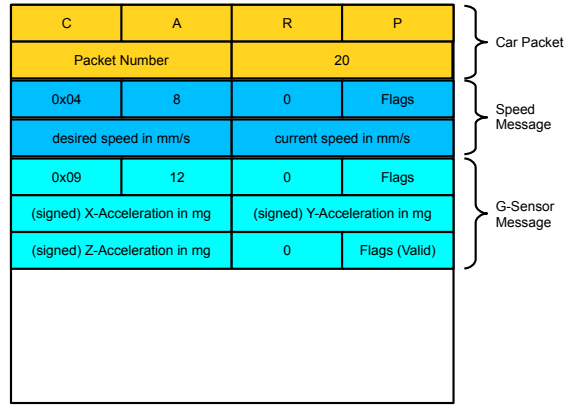 C A R P
Car Packet
Packet Number 20
0x04 8 0 Flags
Speed
Message
desired speed in mm/s current speed in mm/s
0x09 12 0 Flags
(signed) X-Acceleration in mg (signed) Y-Acceleration in mg
G-Sensor
Message
(signed) Z-Acceleration in mg 0 Flags (Valid)